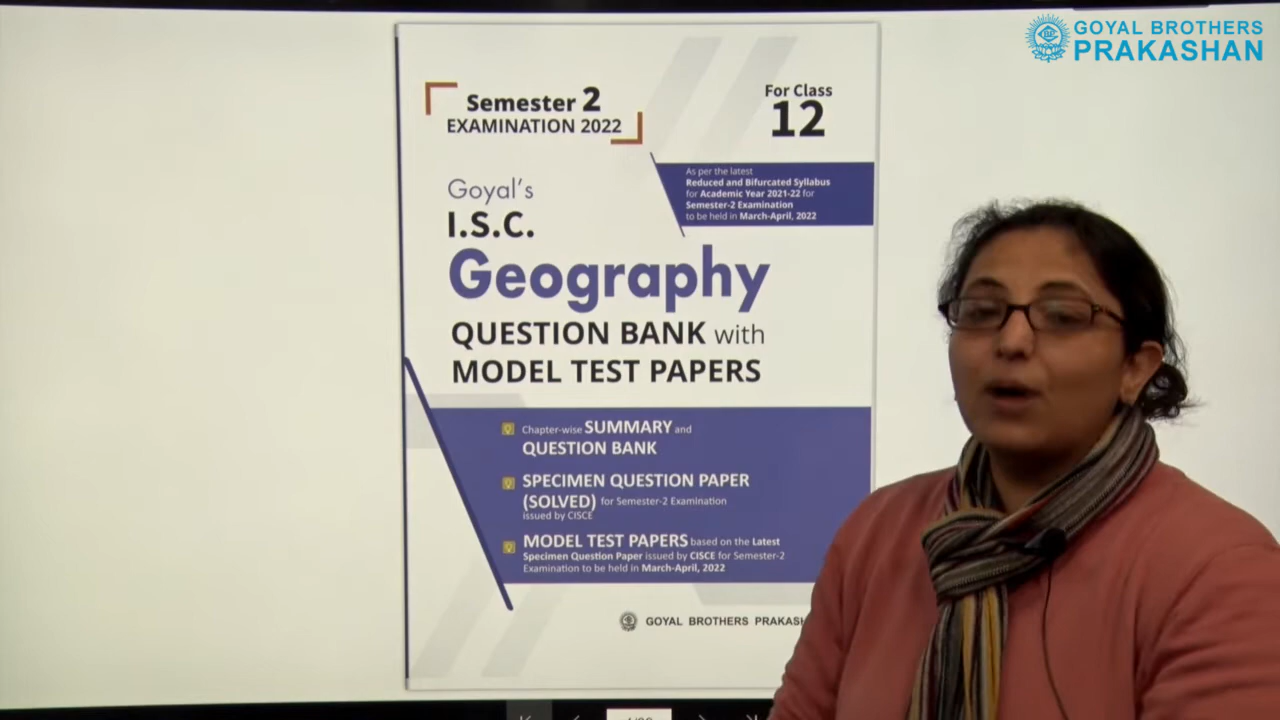 GOYAL BROTHERS
PRAKASHAN
Semester 2
EXAMINATION 2022
For Class
12
As per the latest
Reduced and Bifurcated Syllabus
for Academic Year 2021-22 for
Semester-2 Examination
to be held in March-April, 2022
Goyal's
I.S.C.
Geography
QUESTION BANK with
MODEL TEST PAPERS
Chapter-wise SUMMARY and
QUESTION BANK
SPECIMEN QUESTION PAPER
(SOLVED) for Semester-2 Examination
issued by CISCE
MODEL TEST PAPERS based on the Latest
Specimen Question Paper issued by CISCE for Semester-2
Examination to be held in March-April, 2022
GOYAL BROTHERS